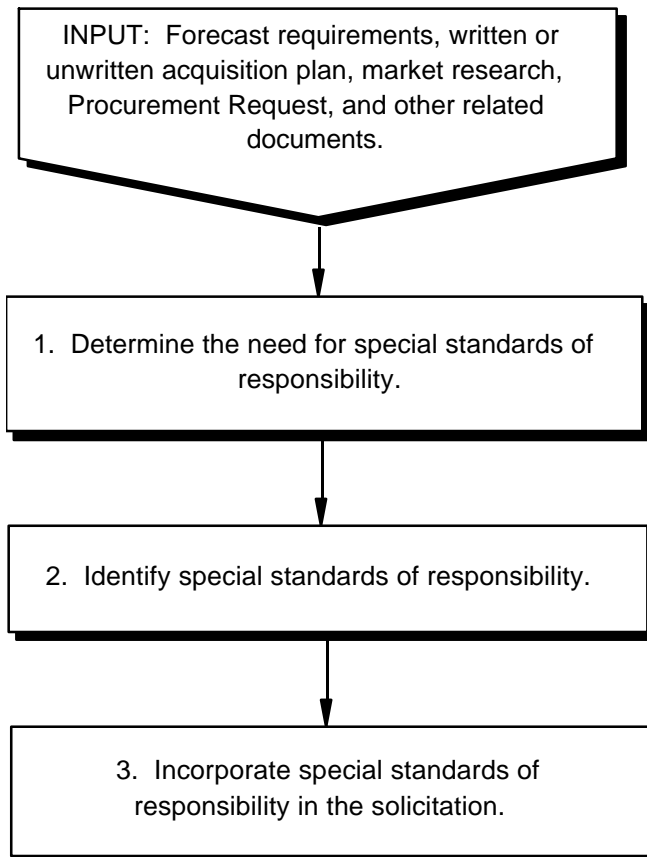 INPUT:  Forecast requirements, written or
unwritten acquisition plan, market research,
Procurement Request, and other related
documents.
1.  Determine the need for special standards of
responsibility.
2.  Identify special standards of responsibility.
3.  Incorporate special standards of
responsibility in the solicitation.